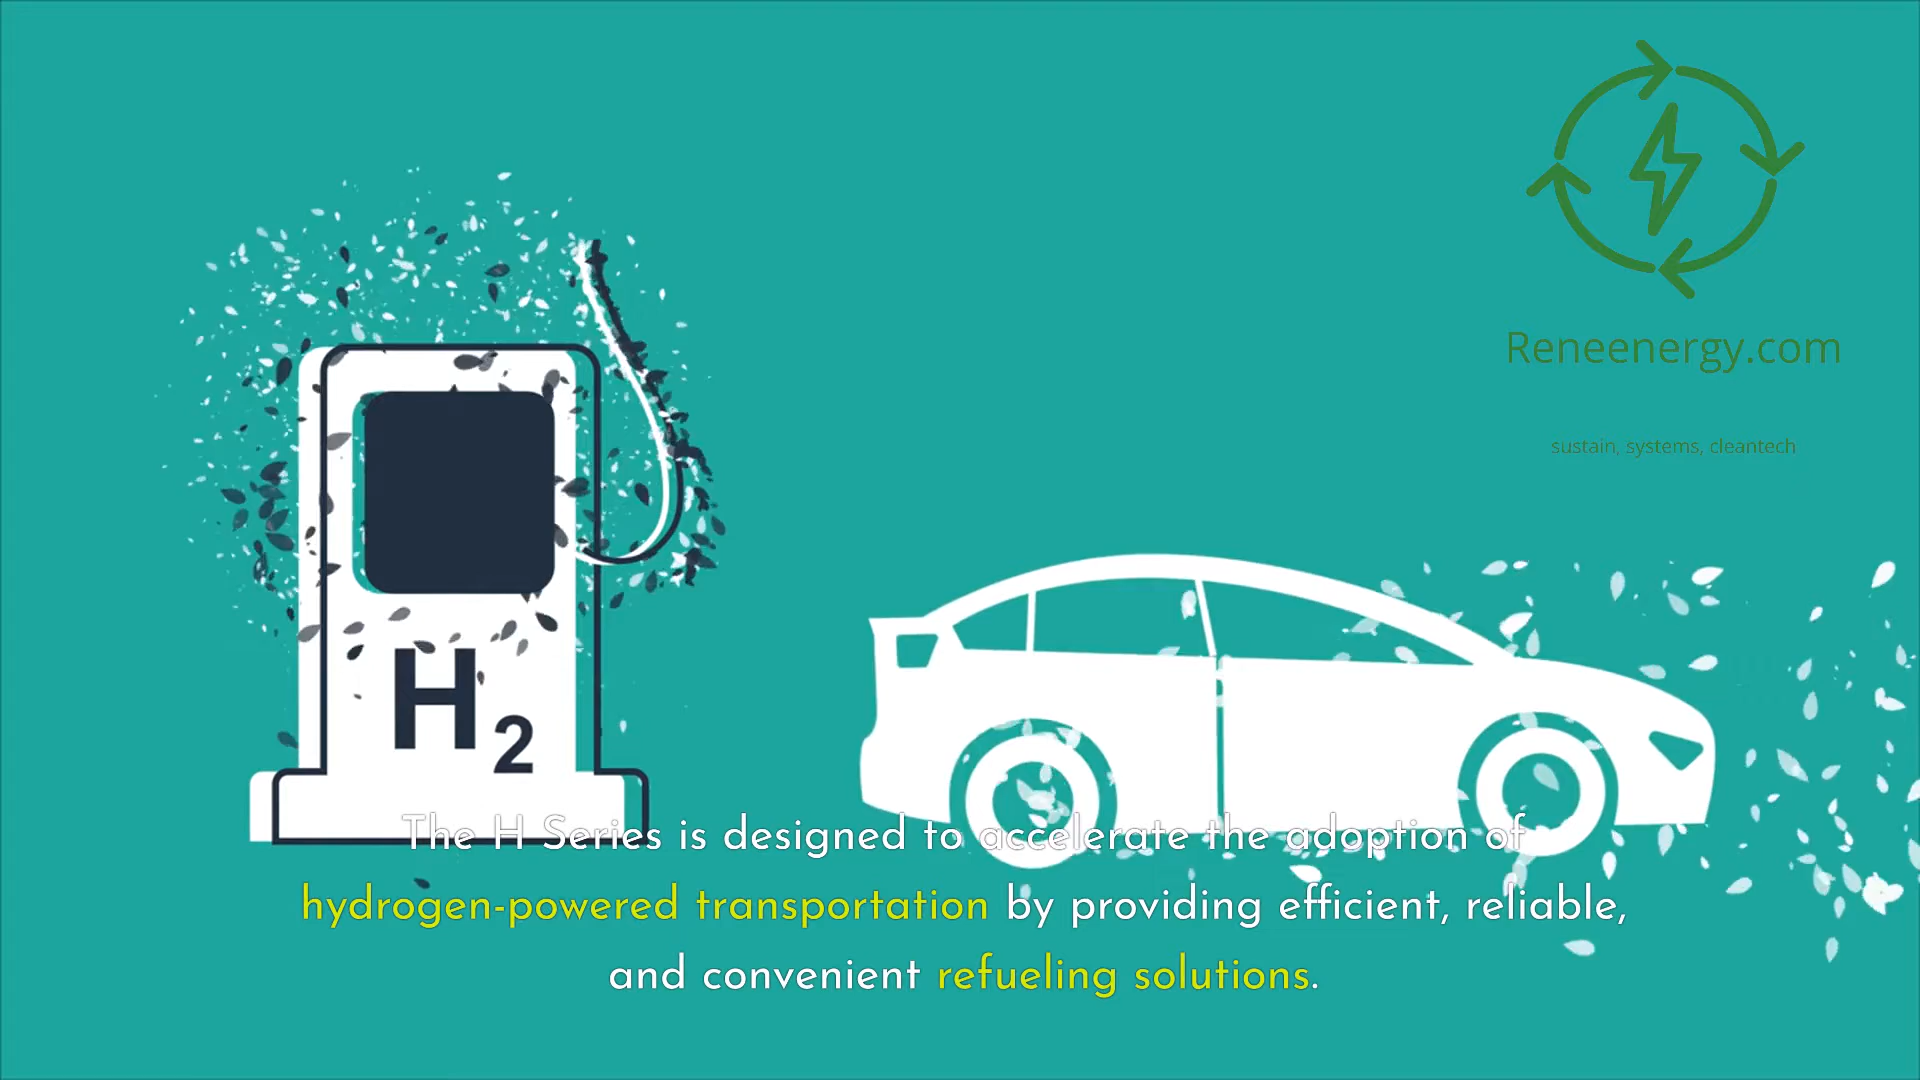 Reneenergy.com
sustain, systems, cleantech
H2
The H Series is designed to accelerate the adoption of
hydrogen-powered transportation by providing efficient, reliable,
and convenient refueling solutions.